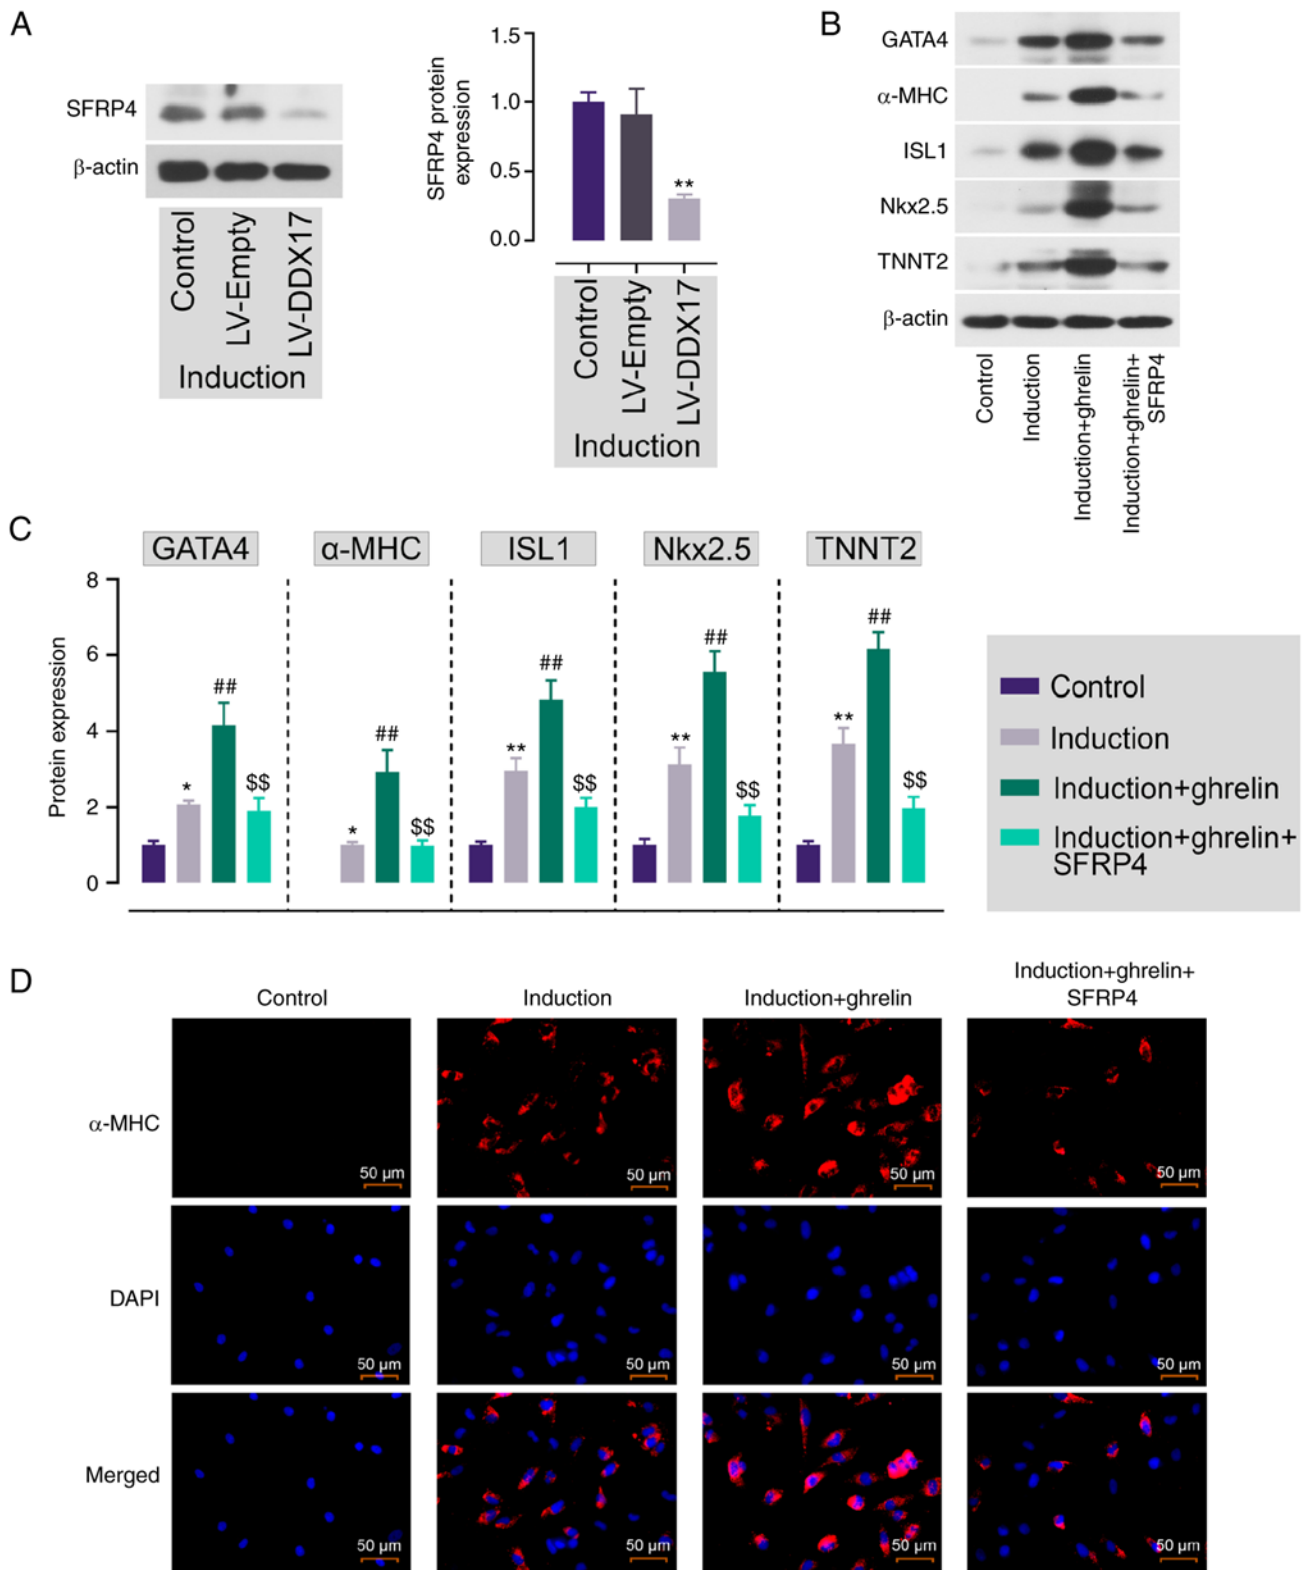 A
SFRP4
β-actin
Control
LV-Empty
LV-DDX17
Induction
SFRP4 protein
expression
1.5
1.0
0.5
0.0
**
Control
LV-Empty
LV-DDX17
Induction
B
GATA4
α-MHC
ISL1
Nkx2.5
TNNT2
β-actin
Control
Induction
Induction+ghrelin
Induction+ghrelin+
SFRP4
C
GATA4
α-MHC
ISL1
Nkx2.5
TNNT2
Protein expression
8
6
4
2
0
*
##
$$
*
##
$$
**
##
$$
**
##
$$
**
##
$$
Control
Induction
Induction+ghrelin
Induction+ghrelin+
SFRP4
D
Control
Induction
Induction+ghrelin
Induction+ghrelin+
SFRP4
α-MHC
50 µm
50 µm
50 µm
50 µm
DAPI
50 µm
50 µm
50 µm
50 µm
Merged
50 µm
50 µm
50 µm
50 µm